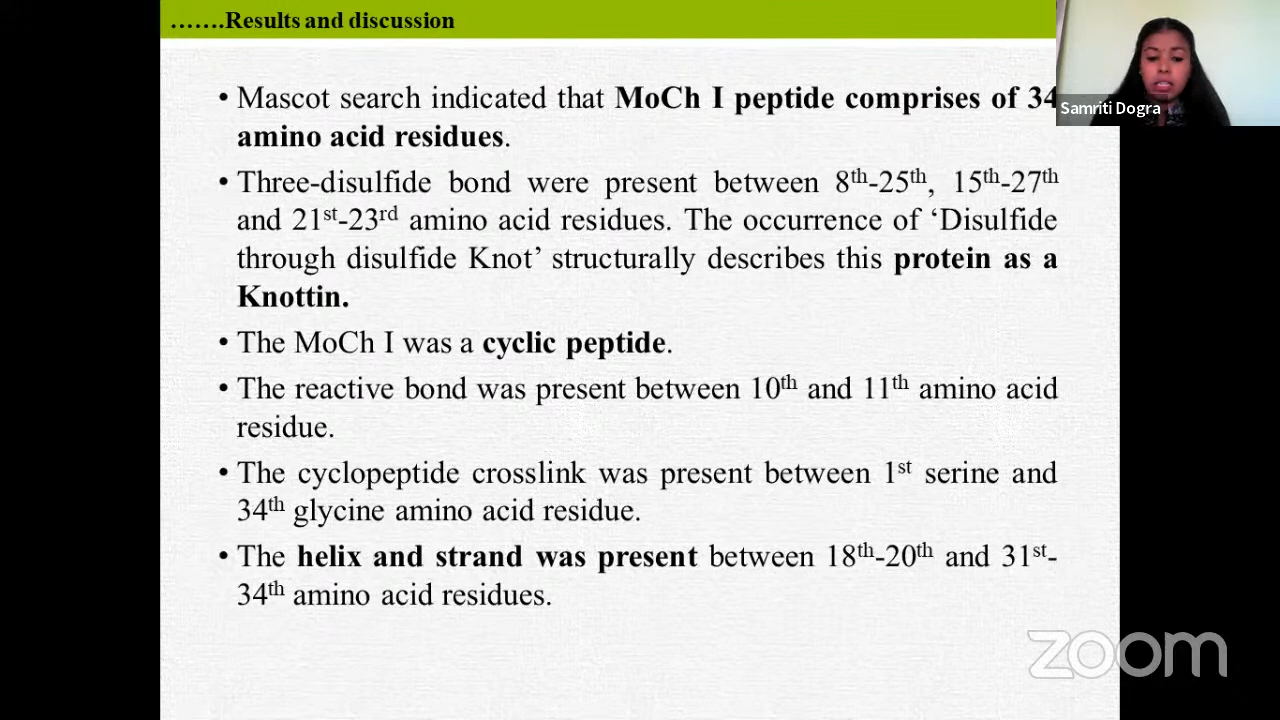 …….Results and discussion
• Mascot search indicated that MoCh I peptide comprises of 34
amino acid residues.
• Three-disulfide bond were present between 8th-25th, 15th-27th
and 21st-23rd amino acid residues. The occurrence of ‘Disulfide
through disulfide Knot’ structurally describes this protein as a
Knottin.
• The MoCh I was a cyclic peptide.
• The reactive bond was present between 10th and 11th amino acid
residue.
• The cyclopeptide crosslink was present between 1st serine and
34th glycine amino acid residue.
• The helix and strand was present between 18th-20th and 31st-
34th amino acid residues.
Samriti Dogra
zoom